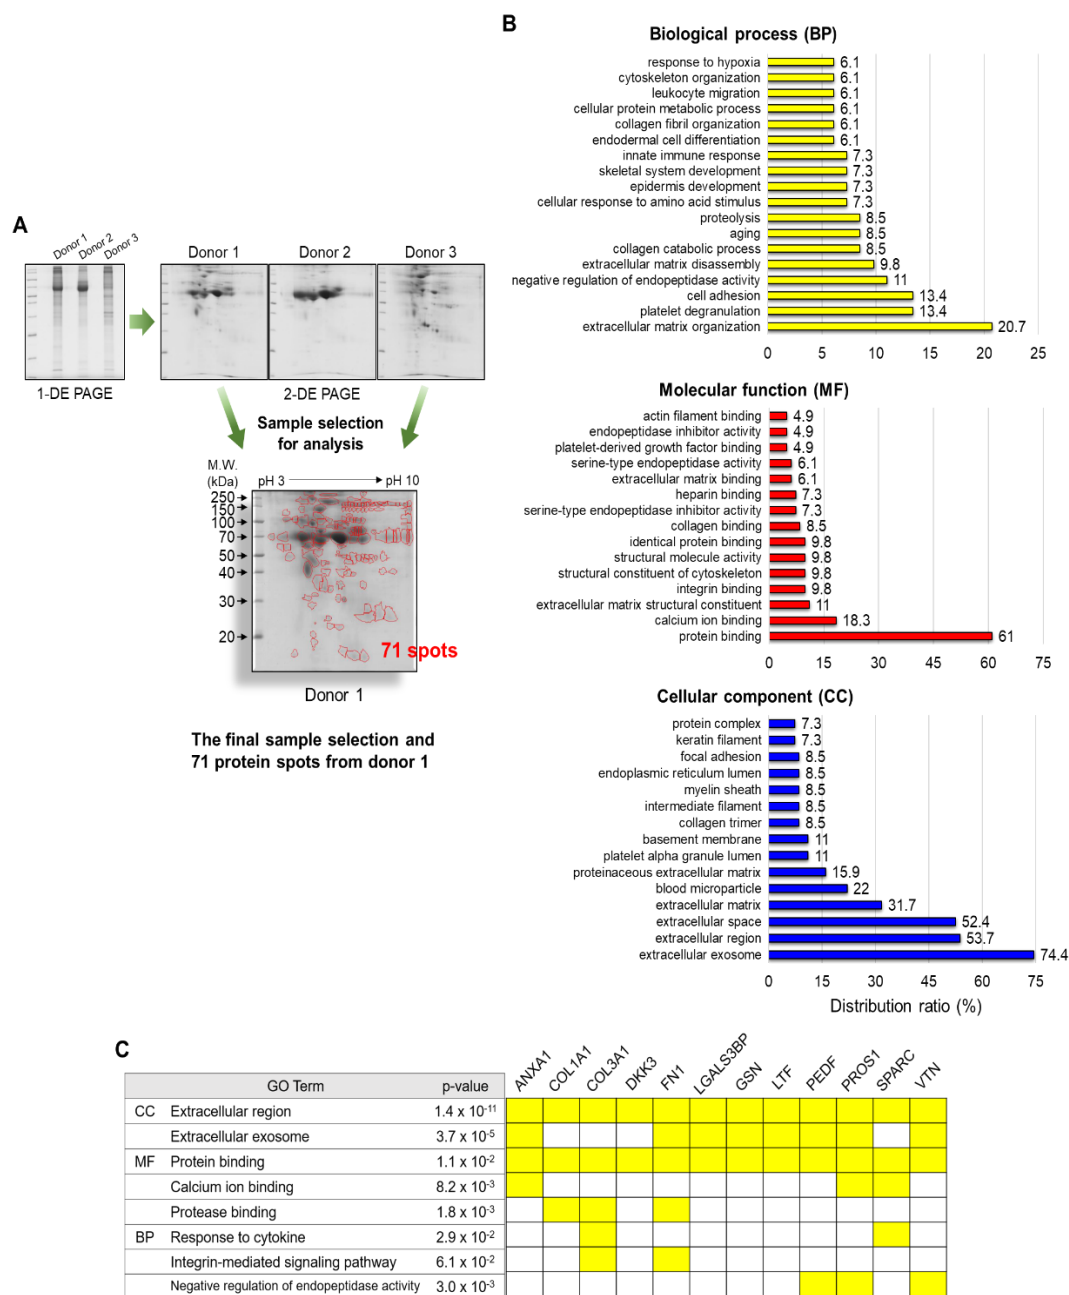 A
Donor 1
Donor 2
Donor 3
Donor 1
Donor 2
Donor 3
1-DE PAGE
2-DE PAGE
Sample selection
for analysis
M.W.
(kDa)
pH 3
pH 10
250
150
100
70
50
40
30
20
71 spots
Donor 1
The final sample selection and
71 protein spots from donor 1
B
Biological process (BP)
response to hypoxia 6.1
cytoskeleton organization 6.1
leukocyte migration 6.1
cellular protein metabolic process 6.1
collagen fibril organization 6.1
endodermal cell differentiation 6.1
innate immune response 7.3
skeletal system development 7.3
epidermis development 7.3
cellular response to amino acid stimulus 7.3
proteolysis 8.5
aging 8.5
collagen catabolic process 8.5
extracellular matrix disassembly 9.8
negative regulation of endopeptidase activity 11
cell adhesion 13.4
platelet degranulation 13.4
extracellular matrix organization 20.7
0 5 10 15 20 25
Molecular function (MF)
actin filament binding 4.9
endopeptidase inhibitor activity 4.9
platelet-derived growth factor binding 4.9
serine-type endopeptidase activity 6.1
extracellular matrix binding 6.1
heparin binding 7.3
serine-type endopeptidase inhibitor activity 7.3
collagen binding 8.5
identical protein binding 9.8
structural molecule activity 9.8
structural constituent of cytoskeleton 9.8
integrin binding 9.8
extracellular matrix structural constituent 11
calcium ion binding 18.3
protein binding 61
0 15 30 45 60 75
Cellular component (CC)
protein complex 7.3
keratin filament 7.3
focal adhesion 8.5
endoplasmic reticulum lumen 8.5
myelin sheath 8.5
intermediate filament 8.5
collagen trimer 8.5
basement membrane 11
platelet alpha granule lumen 11
proteinaceous extracellular matrix 15.9
blood microparticle 22
extracellular matrix 31.7
extracellular space 52.4
extracellular region 53.7
extracellular exosome 74.4
0 15 30 45 60 75
Distribution ratio (%)
C
GO Term p-value ANXA1 COL1A1 COL3A1 DKK3 FN1 LGALS3BP GSN LTF PEDF PROS1 SPARC VTN
CC Extracellular region 1.4 x 10⁻¹¹
Extracellular exosome 3.7 x 10⁻⁵
MF Protein binding 1.1 x 10⁻²
Calcium ion binding 8.2 x 10⁻³
Protease binding 1.8 x 10⁻³
BP Response to cytokine 2.9 x 10⁻²
Integrin-mediated signaling pathway 6.1 x 10⁻²
Negative regulation of endopeptidase activity 3.0 x 10⁻³